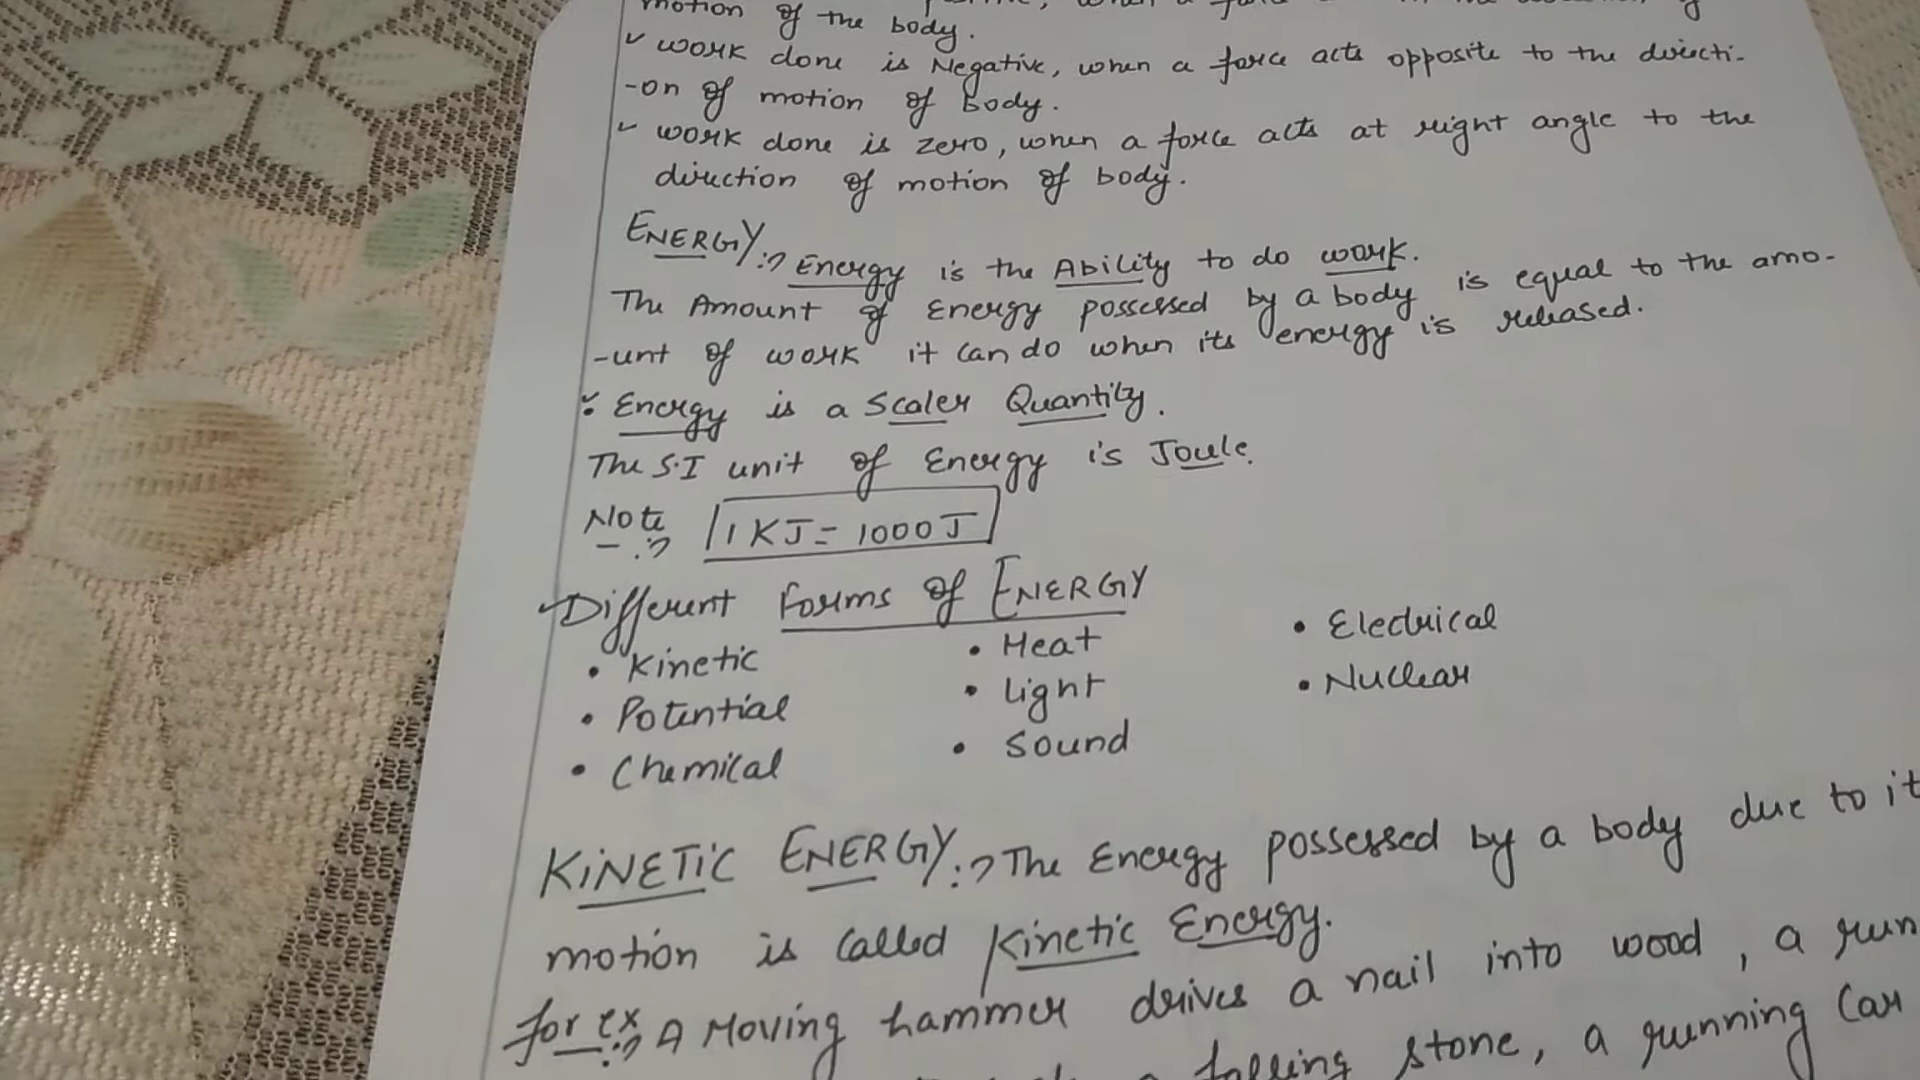 motion of the body.
✓ work done is Negative, when a force acts opposite to the directi-
-on of motion of body.
✓ work done is zero, when a force acts at right angle to the
direction of motion of body.
ENERGY:→ Energy is the Ability to do work.
The Amount of Energy possessed by a body is equal to the amo-
-unt of work it can do when its energy is released.
: Energy is a Scaler Quantity.
The S.I unit of Energy is Joule.
Note :→ 1 KJ = 1000 J
Different forms of ENERGY
• Kinetic • Heat • Electrical
• Potential • Light • Nuclear
• Chemical • Sound
KINETIC ENERGY:→ The Energy possessed by a body due to it
motion is called Kinetic Energy.
for ex:→ A Moving hammer drives a nail into wood, a run
a falling stone, a running Car